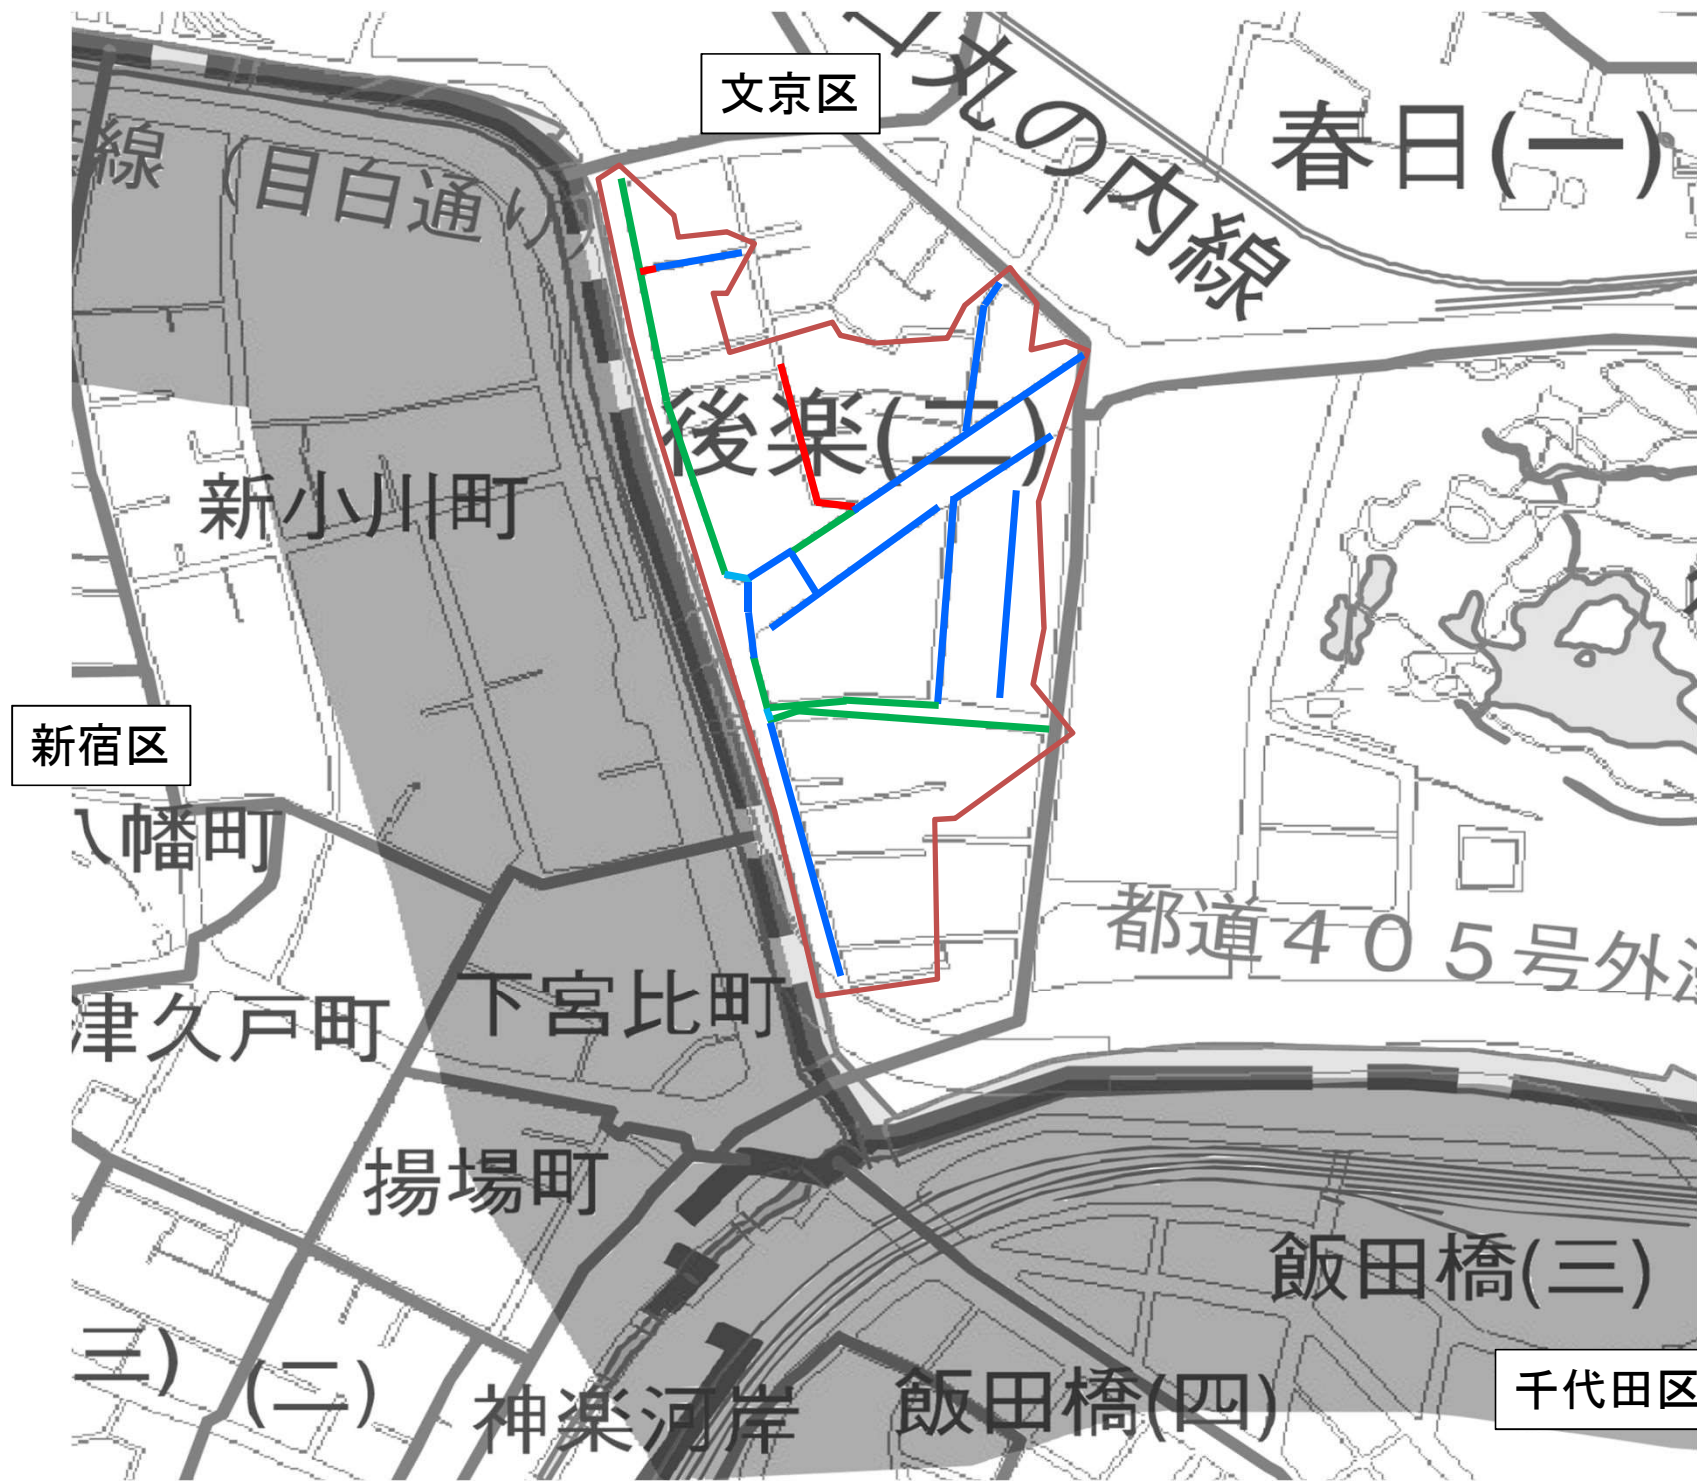 文京区
丸の内線
春日(一)
線（目白通り）
後楽(二)
新小川町
新宿区
八幡町
都道４０５号外
下宮比町
津久戸町
揚場町
飯田橋(三)
三)
(二)
神楽河岸
飯田橋(四)
千代田区